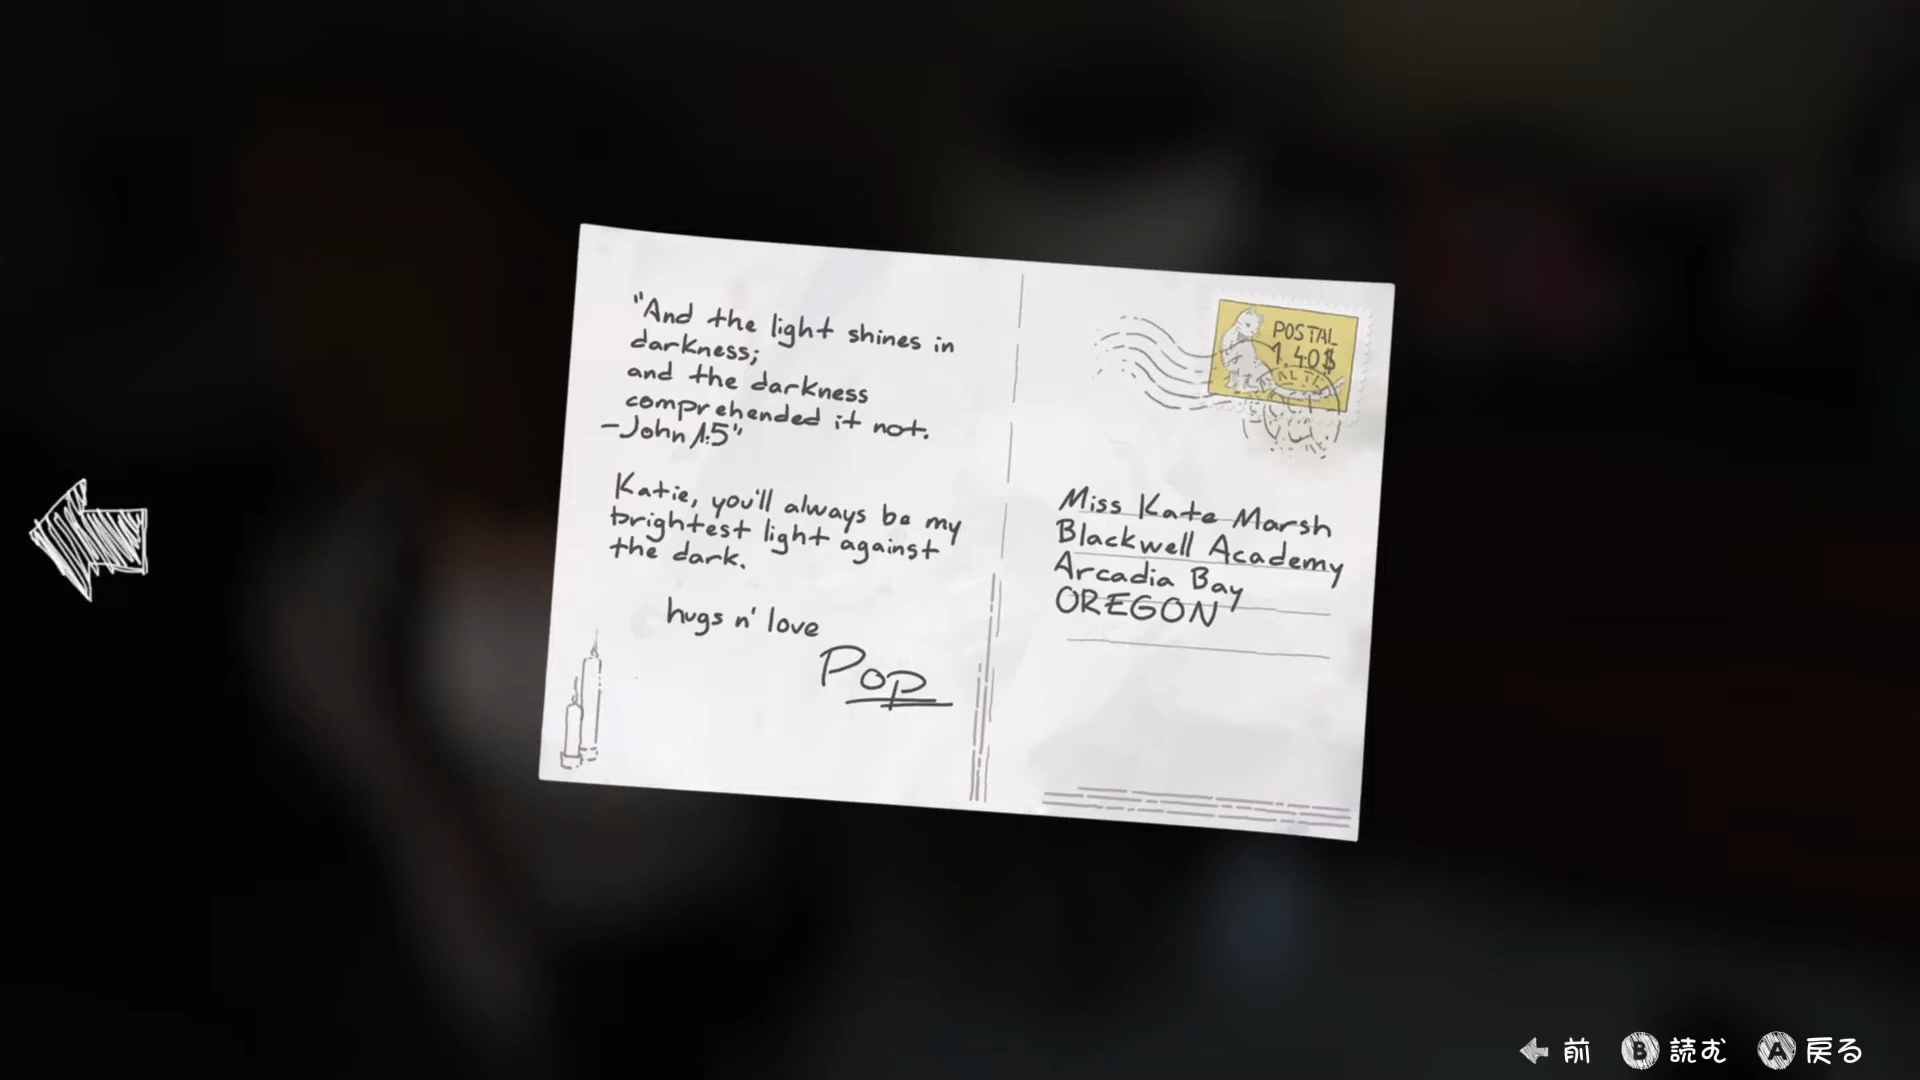 "And the light shines in
darkness;
and the darkness
comprehended it not.
-John 1:5"
Katie, you'll always be my
brightest light against
the dark.
hugs n' love
Pop
POSTAL
1.40$
Miss Kate Marsh
Blackwell Academy
Arcadia Bay
OREGON
前 B 読む A 戻る